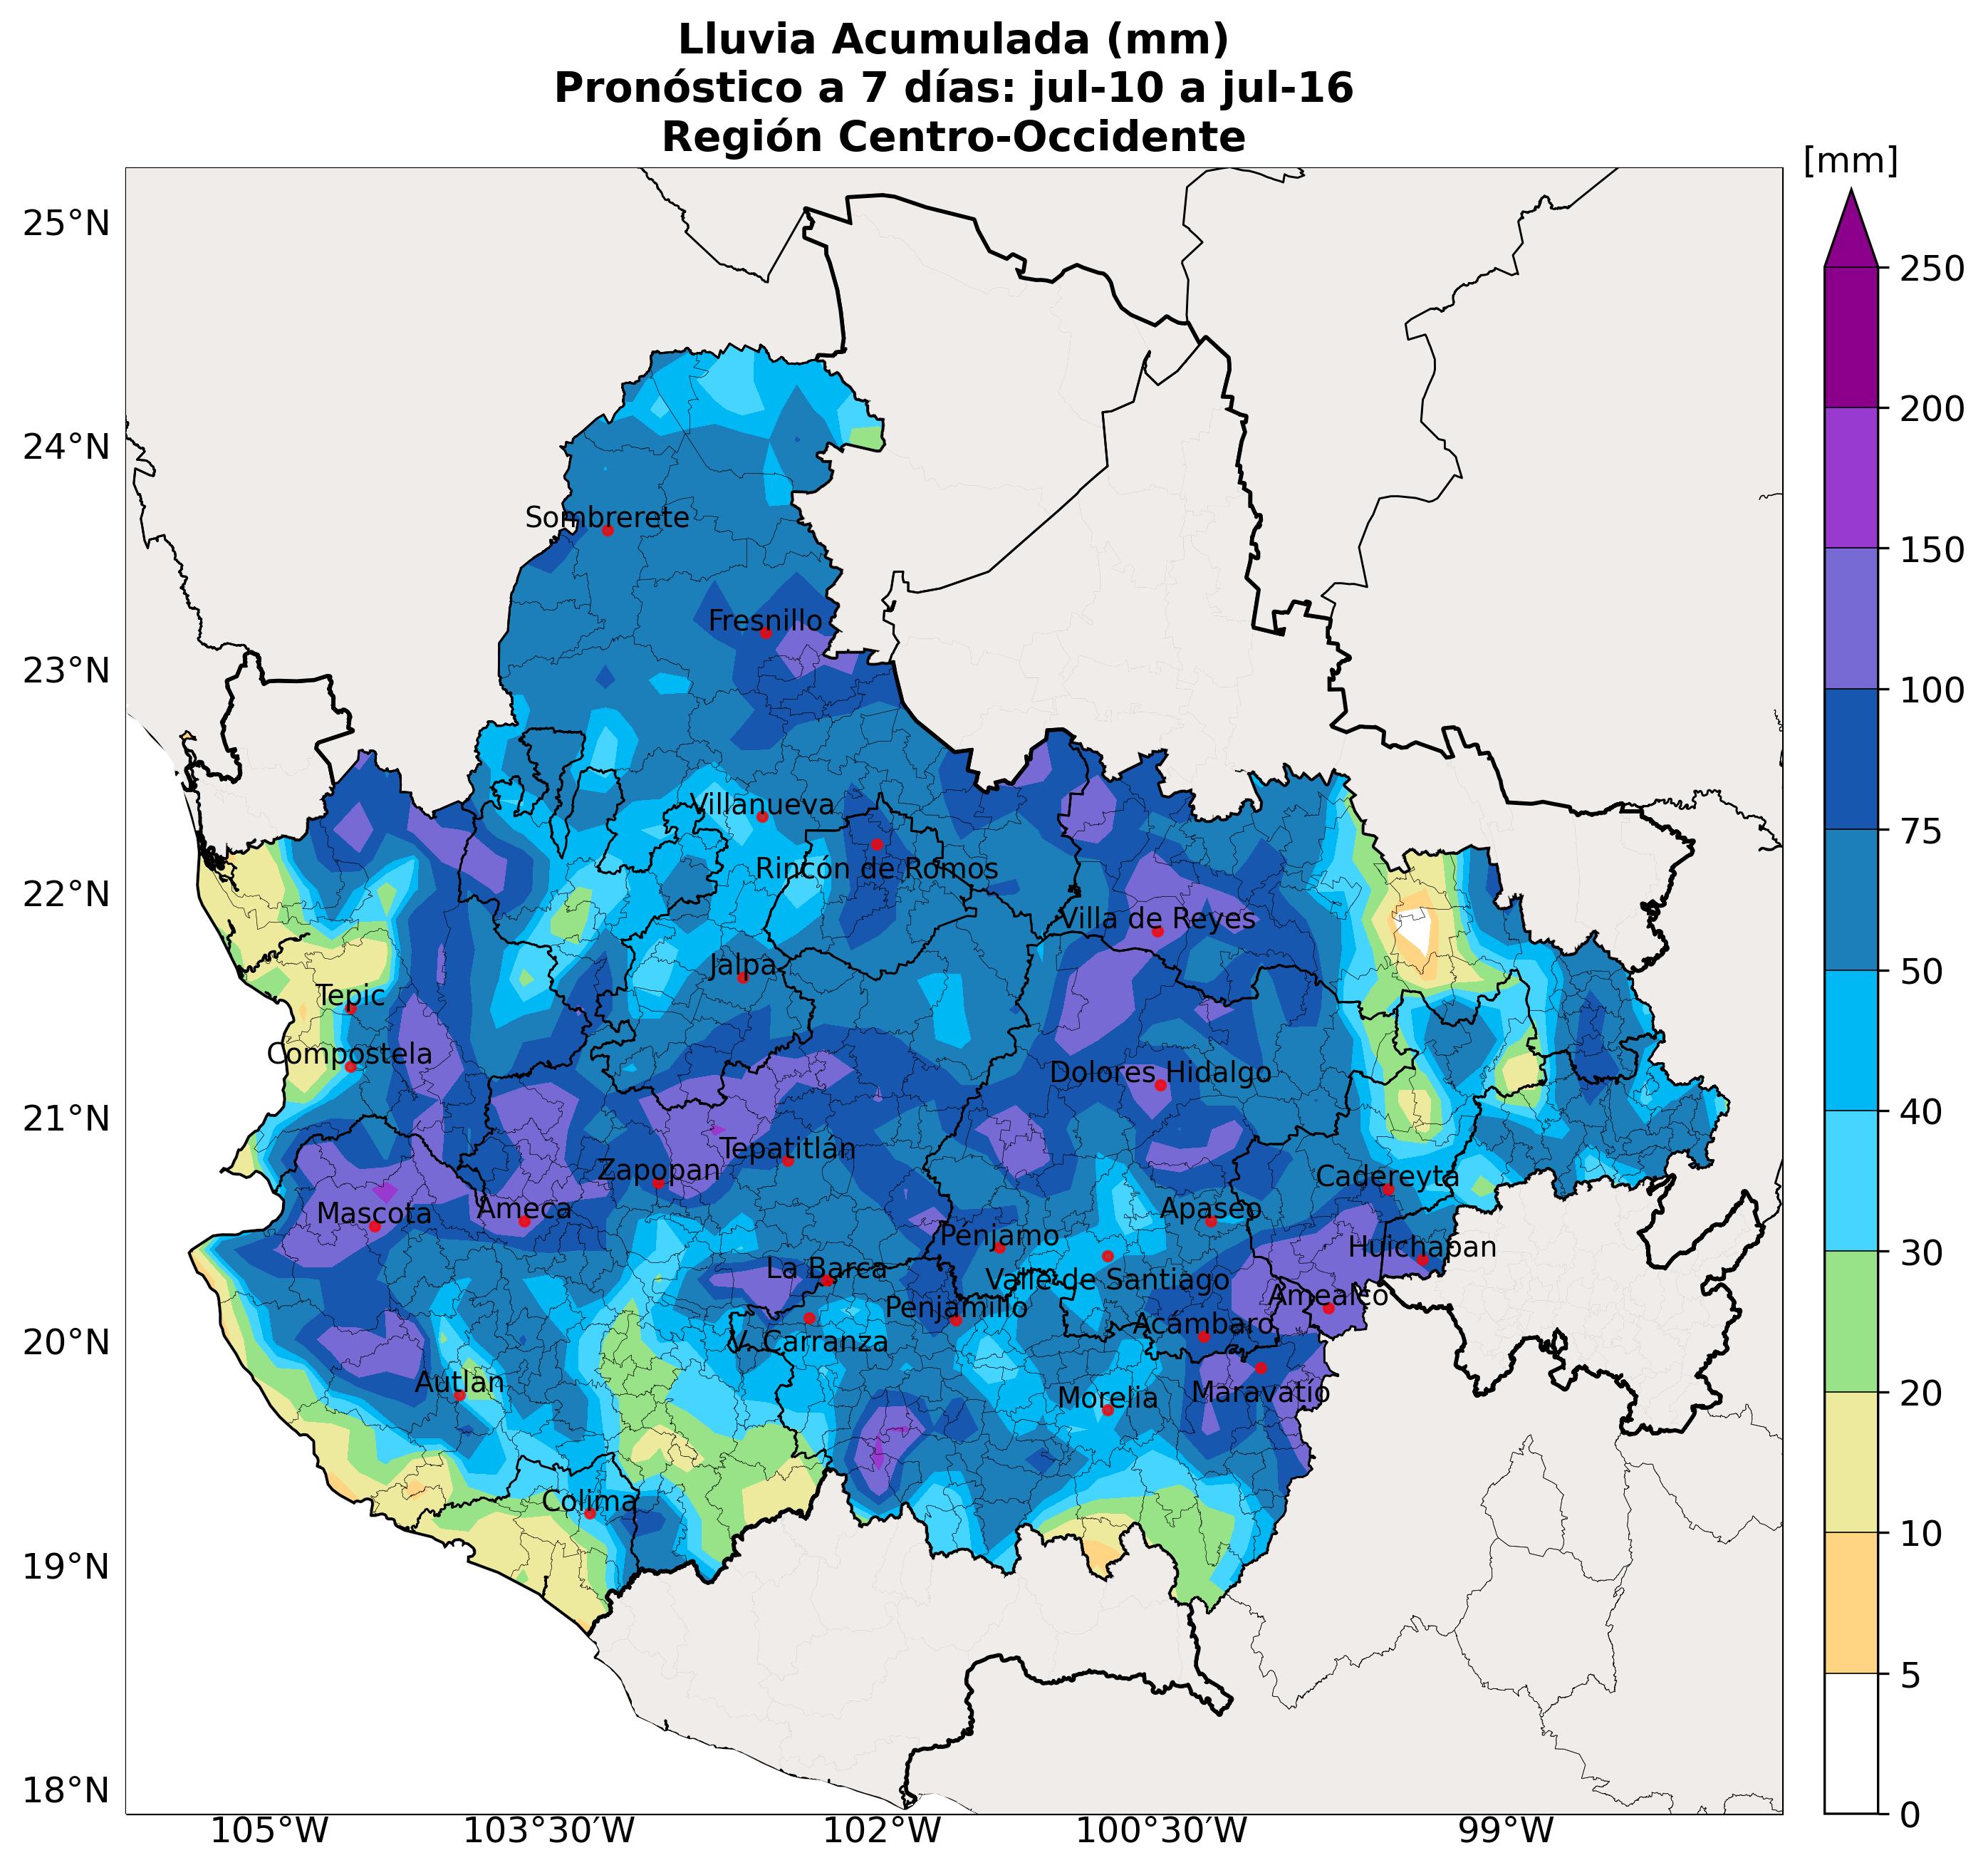 Lluvia Acumulada (mm)
Pronóstico a 7 días: jul-10 a jul-16
Región Centro-Occidente
[mm]
25°N
24°N
23°N
22°N
21°N
20°N
19°N
18°N
105°W
103°30'W
102°W
100°30'W
99°W
250
200
150
100
75
50
40
30
20
10
5
0
Sombrerete
Fresnillo
Villanueva
Rincón de Romos
Villa de Reyes
Jalpa
Tepic
Compostela
Dolores Hidalgo
Tepatitlán
Zapopan
Cadereyta
Mascota
Ameca
Apaseo
Pénjamo
Huichapan
La Barca
Valle de Santiago
Amealco
Penjamillo
Acámbaro
V. Carranza
Autlán
Morelia
Maravatío
Colima